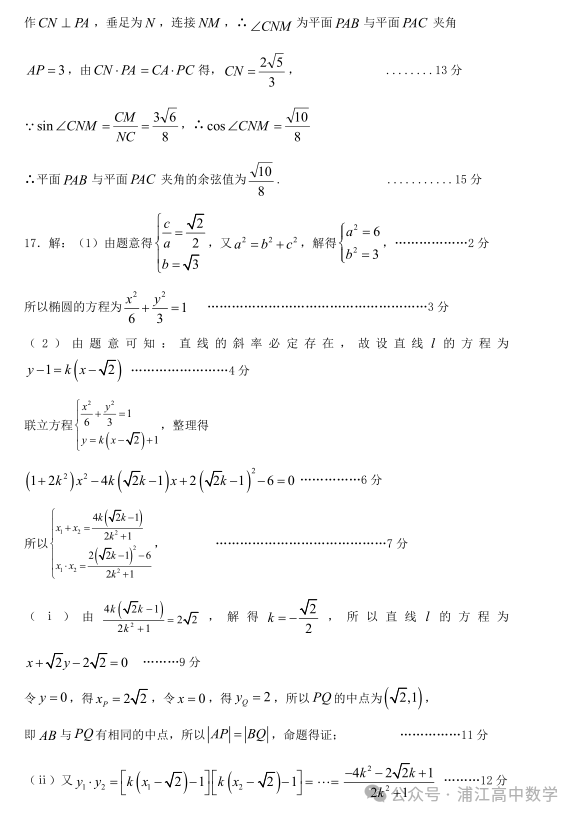 作 CN ⊥ PA ，垂足为 N ，连接 NM ，∴ ∠CNM 为平面 PAB 与平面 PAC 夹角
AP = 3 ，由 CN · PA = CA · PC 得， CN = 2√5/3 ， ........13 分
∵ sin ∠CNM = CM/NC = 3√6/8 ，∴ cos ∠CNM = √10/8
∴平面 PAB 与平面 PAC 夹角的余弦值为 √10/8 . ...........15 分
17．解：（1）由题意得 { c/a = √2/2 b = √3 ，又 a² = b² + c² ，解得 { a² = 6 b² = 3 ，………………2 分
所以椭圆的方程为 x²/6 + y²/3 = 1 ………………………………………………3 分
（2）由题意可知：直线的斜率必定存在，故设直线 l 的方程为
y −1 = k(x − √2) ……………………4 分
联立方程 { x²/6 + y²/3 = 1 y = k(x − √2) + 1 ，整理得
(1 + 2k²)x² − 4k(√2k −1)x + 2(√2k −1)² − 6 = 0 ……………6 分
所以 { x₁ + x₂ = 4k(√2k −1)/(2k² +1) x₁ · x₂ = (2(√2k −1)² − 6)/(2k² +1) ， ……………………………………7 分
（ⅰ）由 4k(√2k −1)/(2k² +1) = 2√2 ，解得 k = −√2/2 ，所以直线 l 的方程为
x + √2y − 2√2 = 0 ………9 分
令 y = 0 ，得 x_P = 2√2 ，令 x = 0 ，得 y_Q = 2 ，所以 PQ 的中点为 (√2,1) ，
即 AB 与 PQ 有相同的中点，所以 |AP| = |BQ| ，命题得证； ……………11 分
（ⅱ）又 y₁ · y₂ = [k(x₁ − √2) −1][k(x₂ − √2) −1] = ⋯⋯ = (−4k² − 2√2k +1)/(2k² +1) ………12 分
公众号 · 浦江高中数学